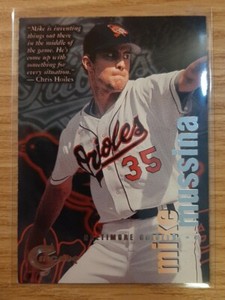 "Mike is inventing
things out there in
the middle of
the game. He's
come up with
something for
every situation."
— Chris Hoiles
Orioles
35
mike
mussina
BALTIMORE